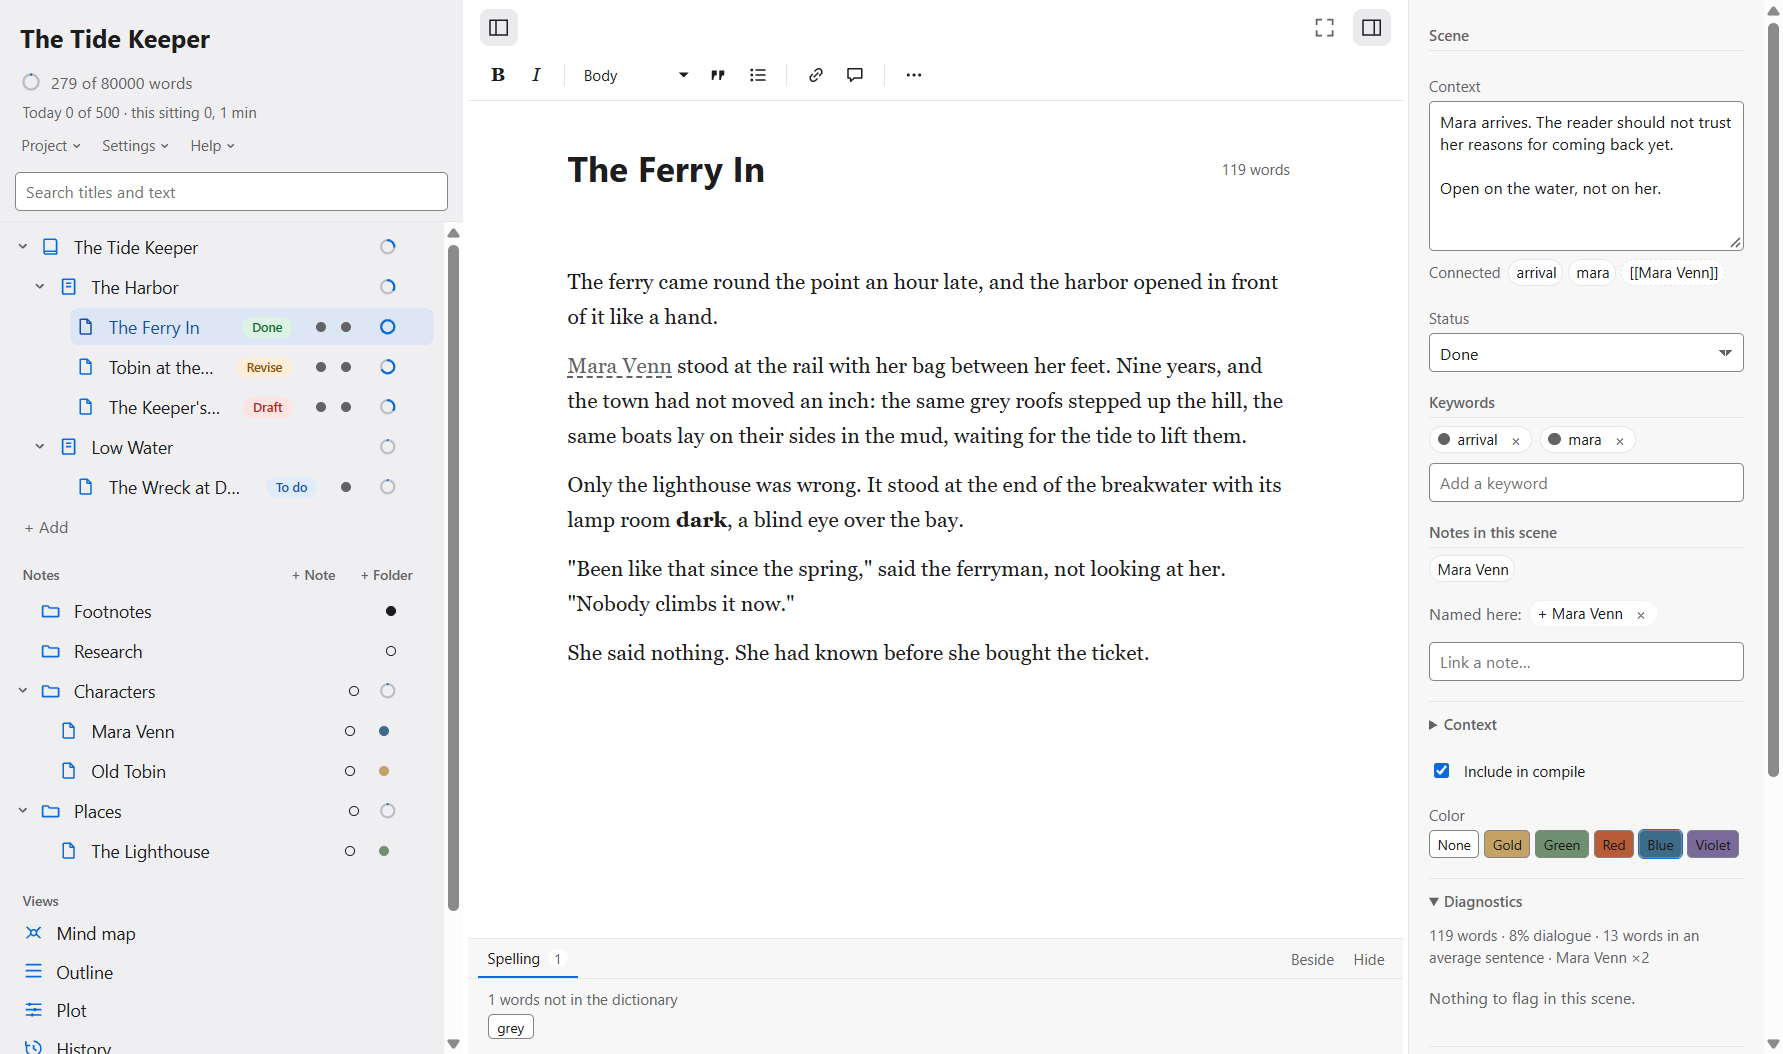 The Tide Keeper
279 of 80000 words
Today 0 of 500 · this sitting 0, 1 min
Project
Settings
Help
Search titles and text
The Tide Keeper
The Harbor
The Ferry In
Done
Tobin at the...
Revise
The Keeper's...
Draft
Low Water
The Wreck at D...
To do
+ Add
Notes
+ Note
+ Folder
Footnotes
Research
Characters
Mara Venn
Old Tobin
Places
The Lighthouse
Views
Mind map
Outline
Plot
History
B
I
Body
The Ferry In
119 words
The ferry came round the point an hour late, and the harbor opened in front
of it like a hand.
Mara Venn stood at the rail with her bag between her feet. Nine years, and
the town had not moved an inch: the same grey roofs stepped up the hill, the
same boats lay on their sides in the mud, waiting for the tide to lift them.
Only the lighthouse was wrong. It stood at the end of the breakwater with its
lamp room dark, a blind eye over the bay.
"Been like that since the spring," said the ferryman, not looking at her.
"Nobody climbs it now."
She said nothing. She had known before she bought the ticket.
Spelling 1
Beside
Hide
1 words not in the dictionary
grey
Scene
Context
Mara arrives. The reader should not trust
her reasons for coming back yet.
Open on the water, not on her.
Connected arrival mara [[Mara Venn]]
Status
Done
Keywords
arrival × mara ×
Add a keyword
Notes in this scene
Mara Venn
Named here: + Mara Venn ×
Link a note...
Context
Include in compile
Color
None Gold Green Red Blue Violet
Diagnostics
119 words · 8% dialogue · 13 words in an
average sentence · Mara Venn ×2
Nothing to flag in this scene.